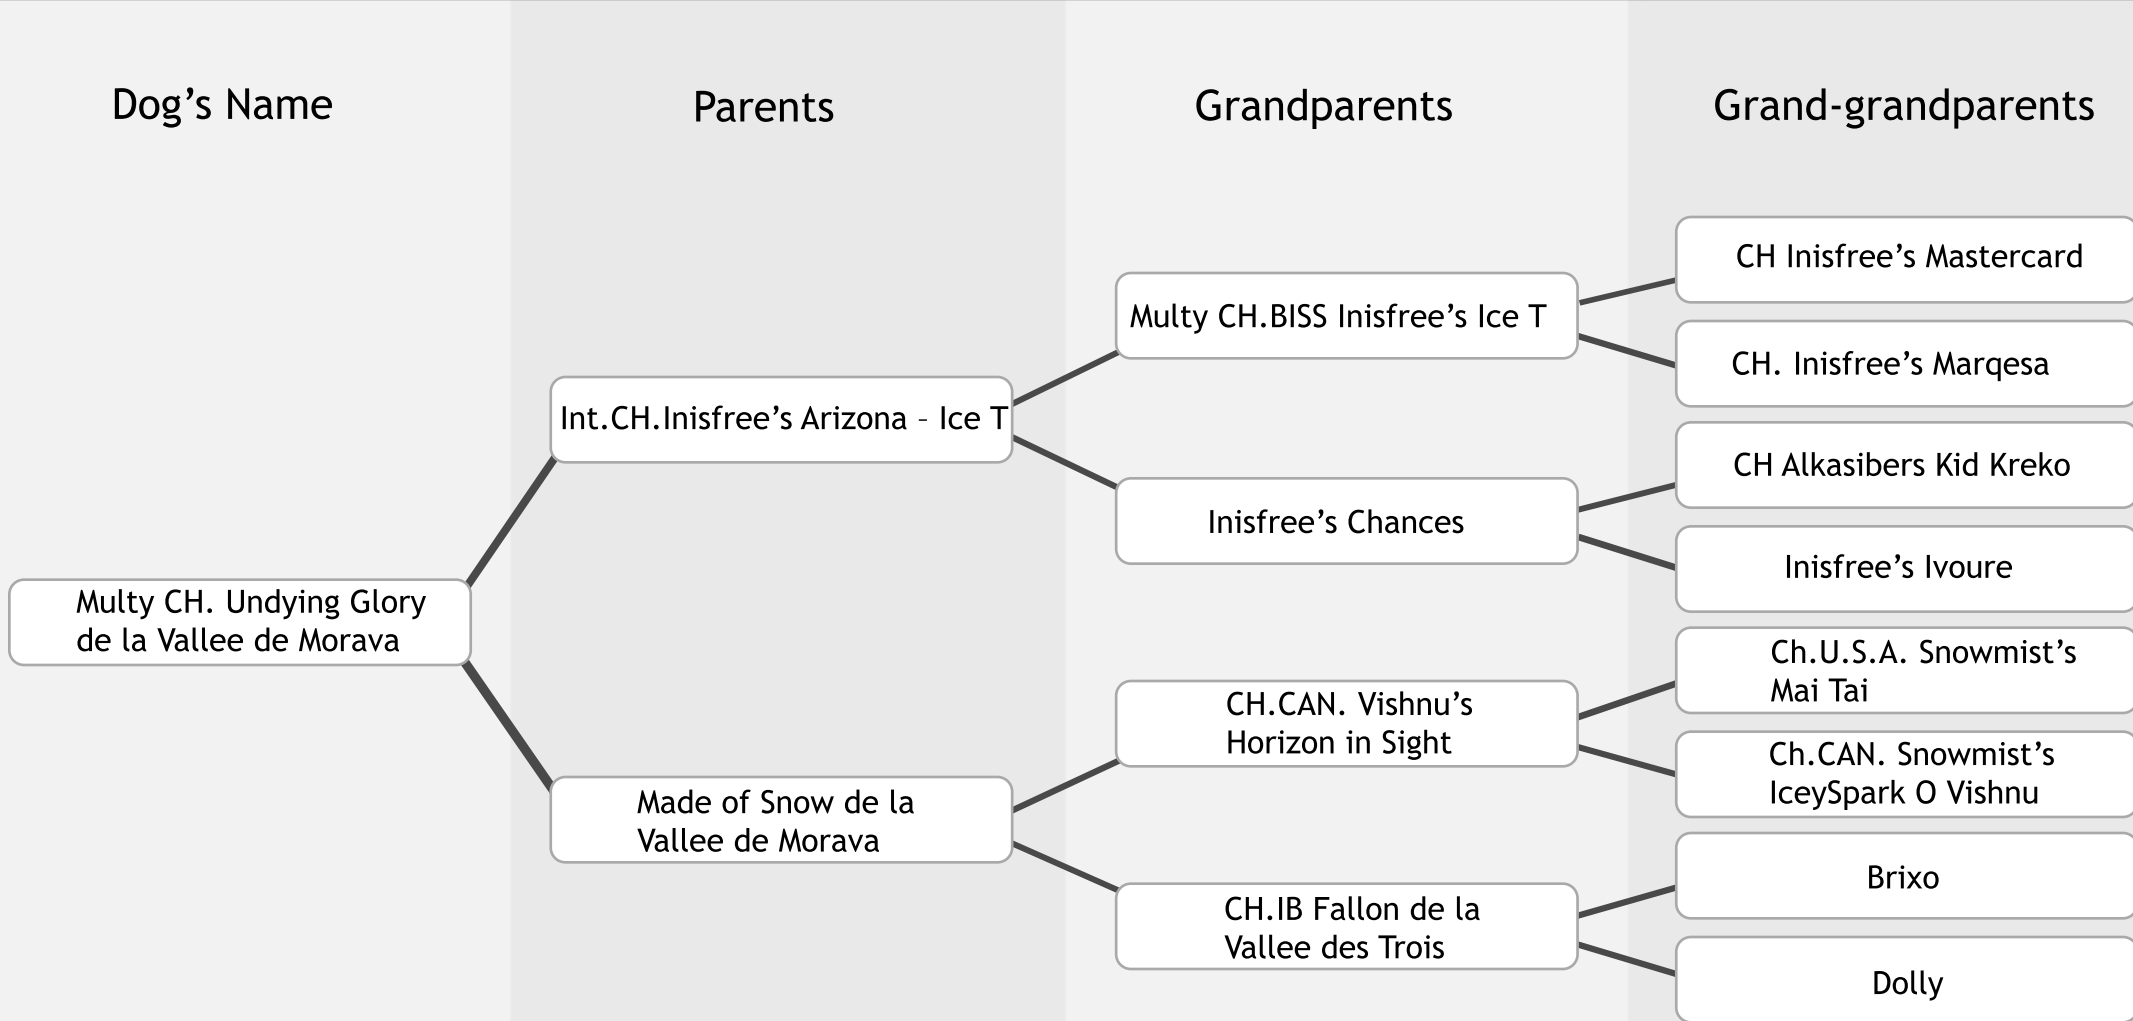 Dog’s Name
Parents
Grandparents
Grand-grandparents
Multy CH. Undying Glory
de la Vallee de Morava
Int.CH.Inisfree’s Arizona – Ice T
Made of Snow de la
Vallee de Morava
Multy CH.BISS Inisfree’s Ice T
Inisfree’s Chances
CH.CAN. Vishnu’s
Horizon in Sight
CH.IB Fallon de la
Vallee des Trois
CH Inisfree’s Mastercard
CH. Inisfree’s Marqesa
CH Alkasibers Kid Kreko
Inisfree’s Ivoure
Ch.U.S.A. Snowmist’s
Mai Tai
Ch.CAN. Snowmist’s
IceySpark O Vishnu
Brixo
Dolly